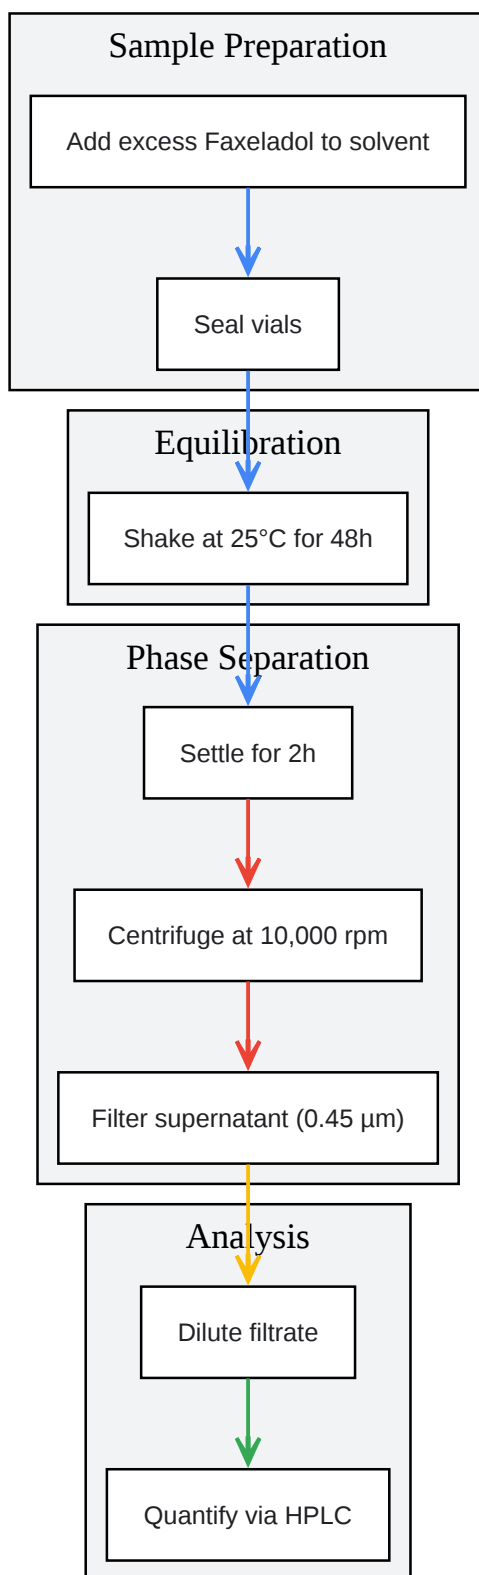 Sample Preparation
Add excess Faxeladol to solvent
Seal vials
Equilibration
Shake at 25°C for 48h
Phase Separation
Settle for 2h
Centrifuge at 10,000 rpm
Filter supernatant (0.45 µm)
Analysis
Dilute filtrate
Quantify via HPLC